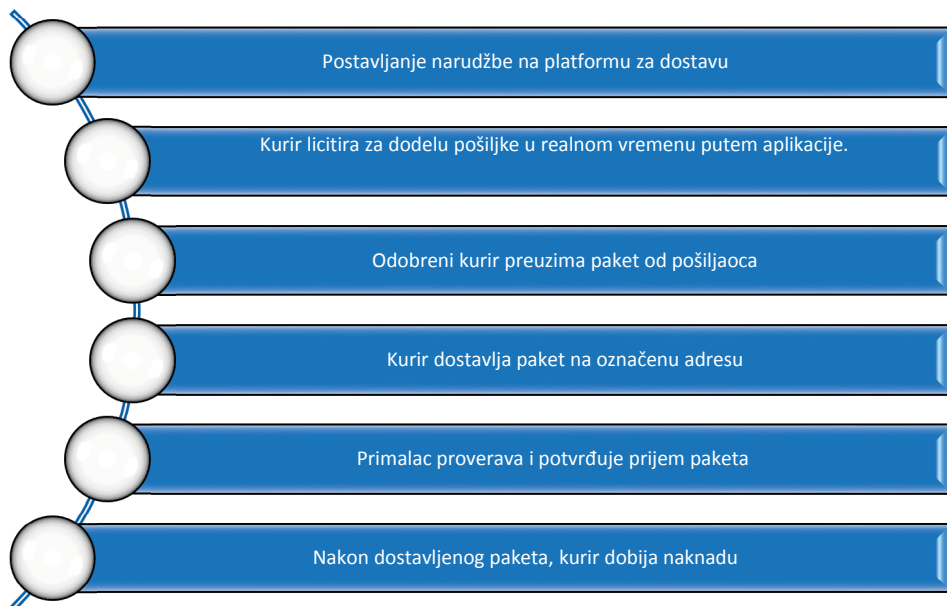 Postavljanje narudžbe na platformu za dostavu
Kurir licitira za dodelu pošiljke u realnom vremenu putem aplikacije.
Odobreni kurir preuzima paket od pošiljaoca
Kurir dostavlja paket na označenu adresu
Primalac proverava i potvrđuje prijem paketa
Nakon dostavljenog paketa, kurir dobija naknadu